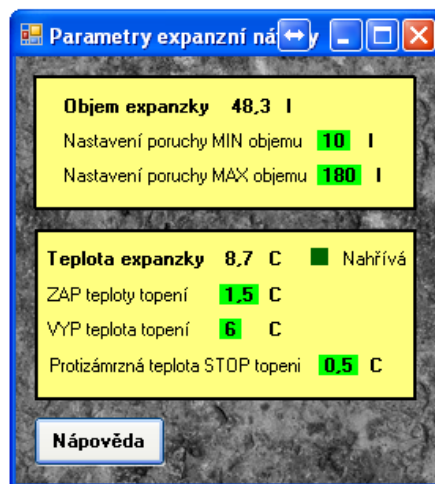 Parametry expanzní ná y
Objem expanzky 48,3 l
Nastavení poruchy MIN objemu 10 l
Nastavení poruchy MAX objemu 180 l
Teplota expanzky 8,7 C Nahřívá
ZAP teploty topení 1,5 C
VYP teplota topení 6 C
Protizámrzná teplota STOP topeni 0,5 C
Nápověda